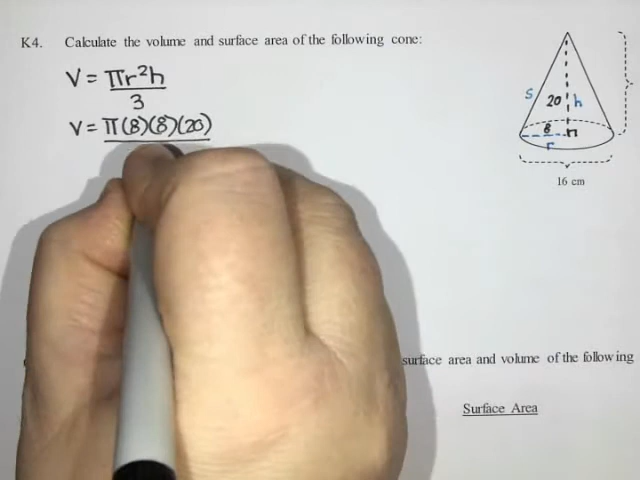 K4. Calculate the volume and surface area of the following cone:
V = πr²h
3
V = π(8)(8)(20)
s
20
h
8
r
16 cm
surface area and volume of the following
Surface Area